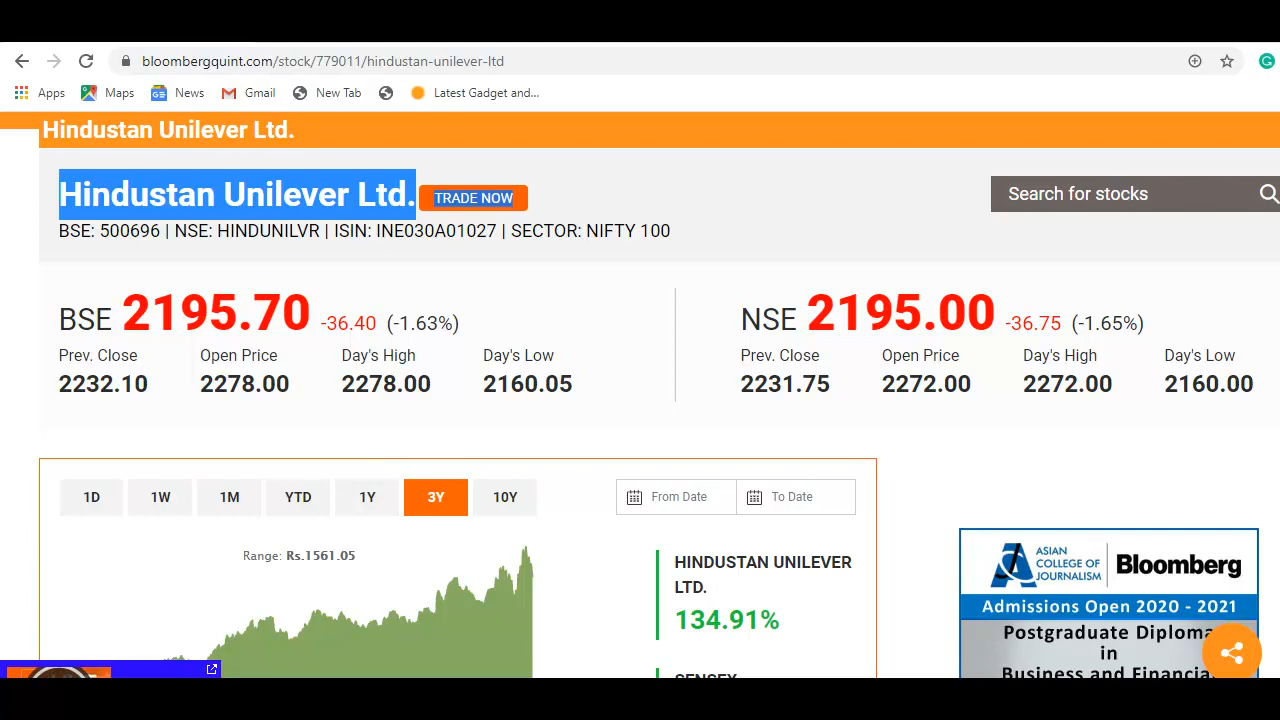 bloombergquint.com/stock/779011/hindustan-unilever-ltd
Apps Maps News Gmail New Tab Latest Gadget and...
Hindustan Unilever Ltd.
Hindustan Unilever Ltd. TRADE NOW
Search for stocks
BSE: 500696 | NSE: HINDUNILVR | ISIN: INE030A01027 | SECTOR: NIFTY 100
BSE 2195.70 -36.40 (-1.63%)
Prev. Close Open Price Day's High Day's Low
2232.10 2278.00 2278.00 2160.05
NSE 2195.00 -36.75 (-1.65%)
Prev. Close Open Price Day's High Day's Low
2231.75 2272.00 2272.00 2160.00
1D 1W 1M YTD 1Y 3Y 10Y
From Date To Date
Range: Rs.1561.05
HINDUSTAN UNILEVER
LTD.
134.91%
SENSEX
ASIAN
COLLEGE OF
JOURNALISM
Bloomberg
Admissions Open 2020 - 2021
Postgraduate Diploma
in
Business and Financial